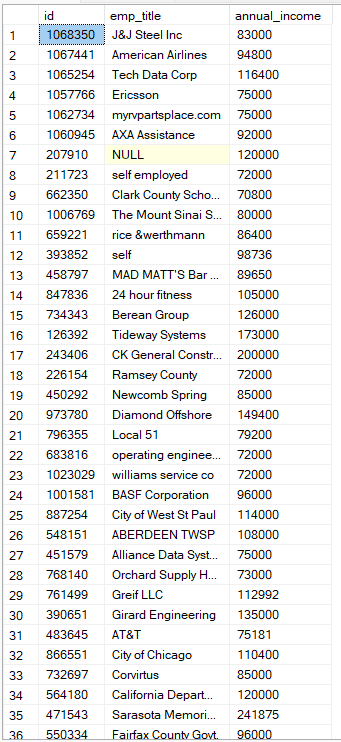 id emp_title annual_income
1 1068350 J&J Steel Inc 83000
2 1067441 American Airlines 94800
3 1065254 Tech Data Corp 116400
4 1057766 Ericsson 75000
5 1062734 myrvpartsplace.com 75000
6 1060945 AXA Assistance 92000
7 207910 NULL 120000
8 211723 self employed 72000
9 662350 Clark County Scho... 70800
10 1006769 The Mount Sinai S... 80000
11 659221 rice &werthmann 86400
12 393852 self 98736
13 458797 MAD MATT'S Bar ... 89650
14 847836 24 hour fitness 105000
15 734343 Berean Group 126000
16 126392 Tideway Systems 173000
17 243406 CK General Constr... 200000
18 226154 Ramsey County 72000
19 450292 Newcomb Spring 85000
20 973780 Diamond Offshore 149400
21 796355 Local 51 79200
22 683816 operating enginee... 72000
23 1023029 williams service co 72000
24 1001581 BASF Corporation 96000
25 887254 City of West St Paul 114000
26 548151 ABERDEEN TWSP 108000
27 451579 Alliance Data Syst... 75000
28 768140 Orchard Supply H... 73000
29 761499 Greif LLC 112992
30 390651 Girard Engineering 135000
31 483645 AT&T 75181
32 866551 City of Chicago 110400
33 732697 Corvirtus 85000
34 564180 California Depart... 120000
35 471543 Sarasota Memori... 241875
36 550334 Fairfax County Govt. 96000